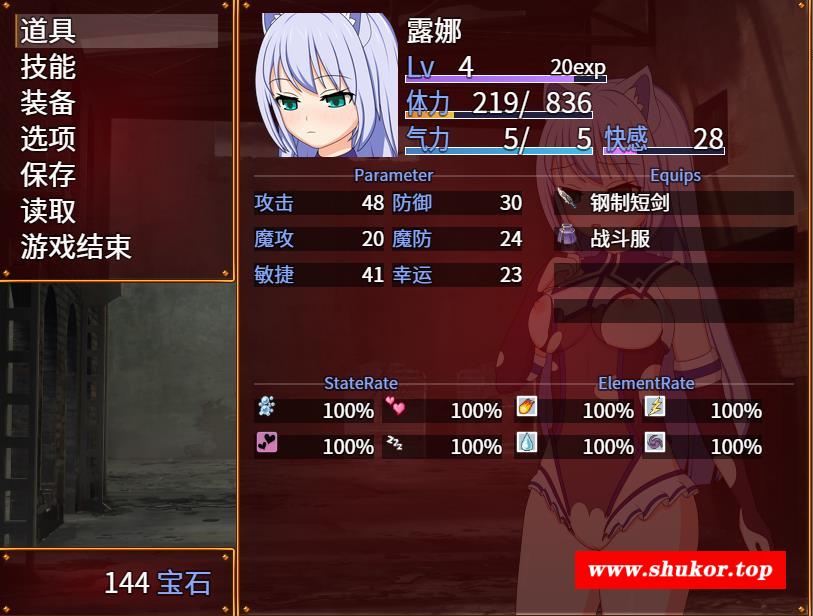 道具
技能
装备
选项
保存
读取
游戏结束
144 宝石
露娜
Lv 4 20exp
体力 219/ 836
气力 5/ 5 快感 28
Parameter Equips
攻击 48 防御 30 钢制短剑
魔攻 20 魔防 24 战斗服
敏捷 41 幸运 23
StateRate ElementRate
100% 100% 100% 100%
100% 100% 100% 100%
www.shukor.top